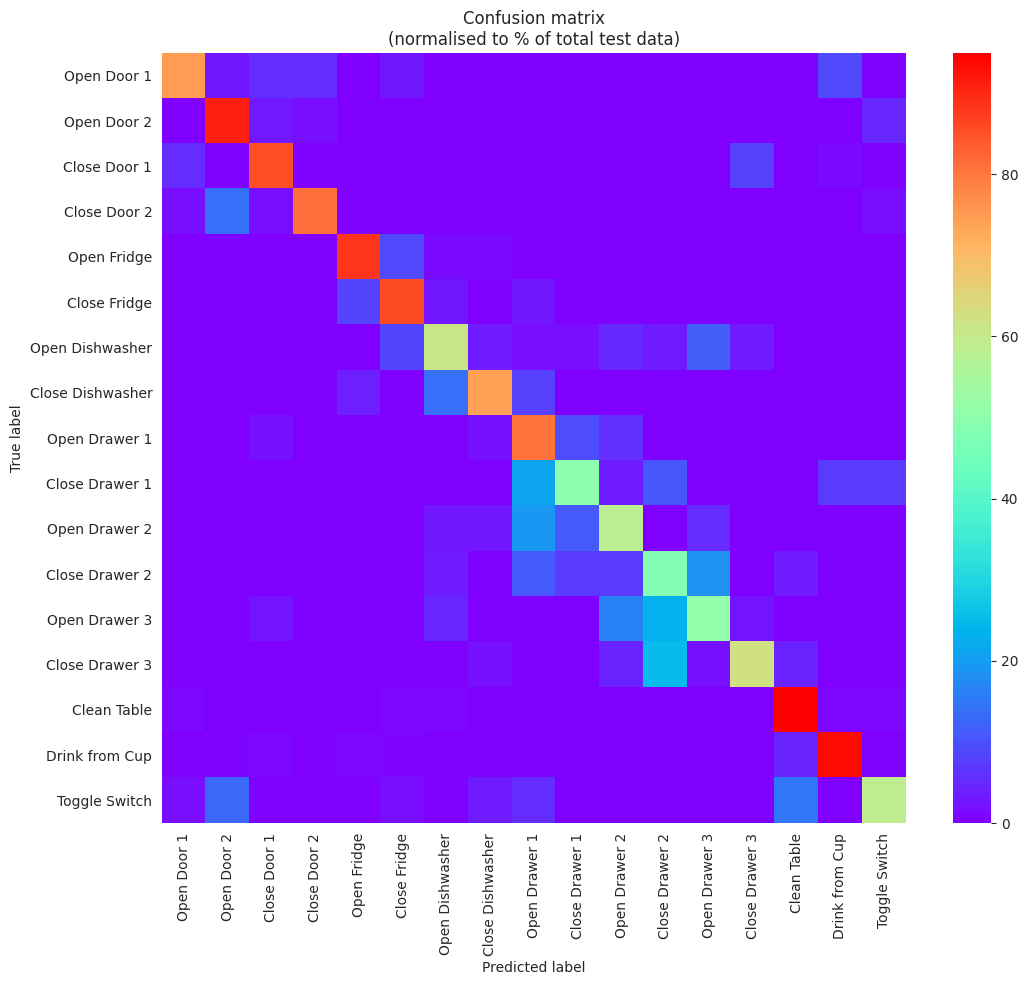 Confusion matrix
(normalised to % of total test data)
True label
Open Door 1
Open Door 2
Close Door 1
Close Door 2
Open Fridge
Close Fridge
Open Dishwasher
Close Dishwasher
Open Drawer 1
Close Drawer 1
Open Drawer 2
Close Drawer 2
Open Drawer 3
Close Drawer 3
Clean Table
Drink from Cup
Toggle Switch
Open Door 1
Open Door 2
Close Door 1
Close Door 2
Open Fridge
Close Fridge
Open Dishwasher
Close Dishwasher
Open Drawer 1
Close Drawer 1
Open Drawer 2
Close Drawer 2
Open Drawer 3
Close Drawer 3
Clean Table
Drink from Cup
Toggle Switch
Predicted label
80
60
40
20
0